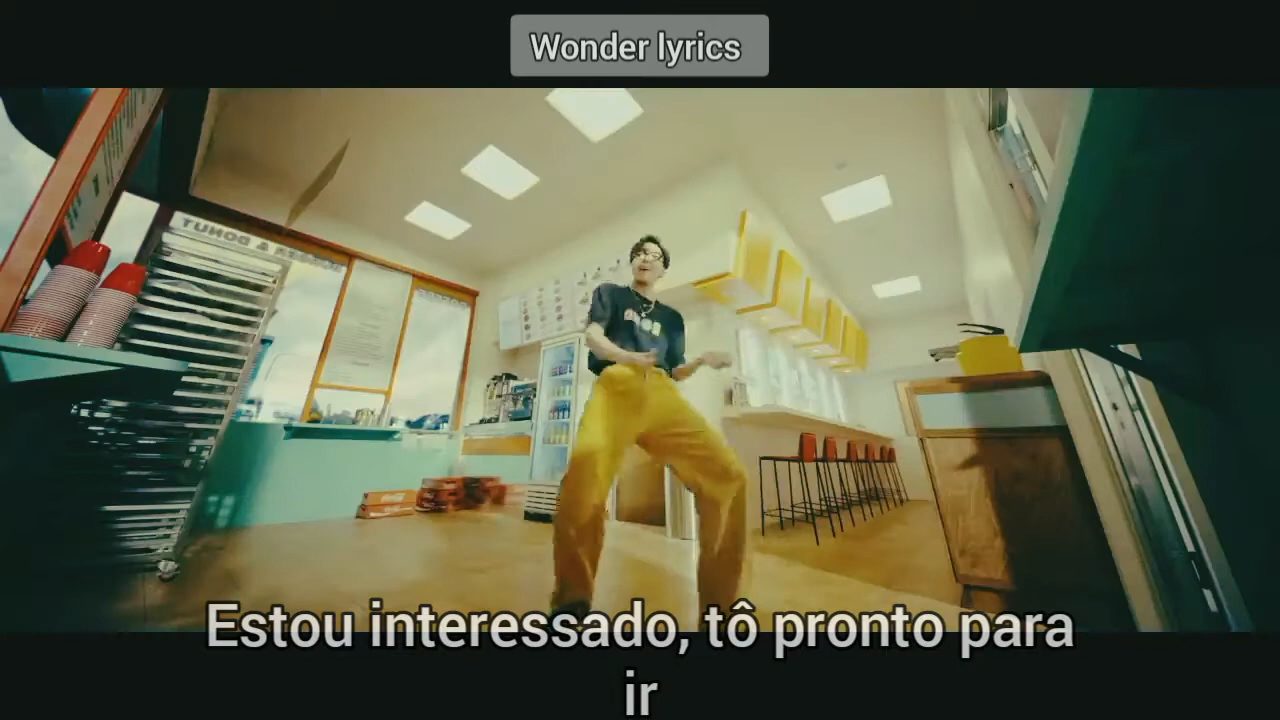 Wonder lyrics
Estou interessado, tô pronto para
ir